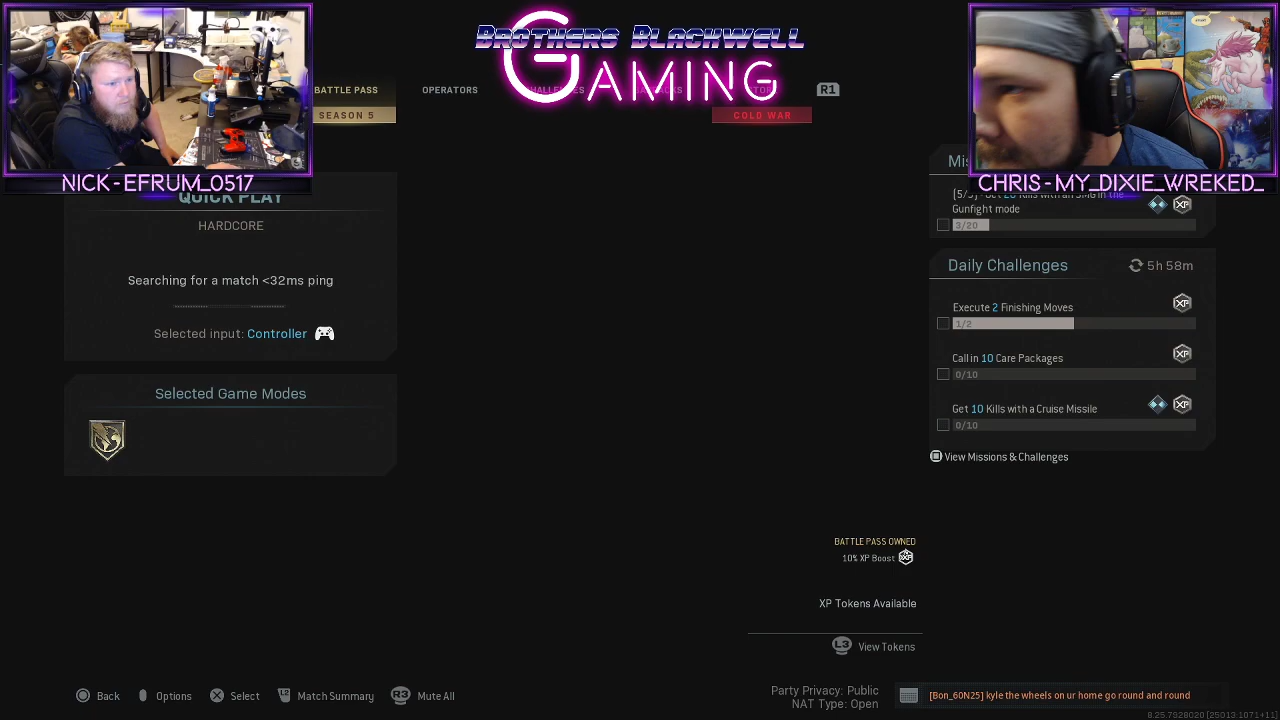 BROTHERS BLACKWELL
GAMING
BATTLE PASS
OPERATORS
R1
SEASON 5
COLD WAR
NICK - EFRUM_0517
CHRIS - MY_DIXIE_WREKED_
QUICK PLAY
HARDCORE
Searching for a match <32ms ping
Selected input: Controller
Selected Game Modes
Gunfight mode
3/20
Daily Challenges
5h 58m
Execute 2 Finishing Moves
1/2
Call in 10 Care Packages
0/10
Get 10 Kills with a Cruise Missile
0/10
View Missions & Challenges
BATTLE PASS OWNED
10% XP Boost
XP Tokens Available
L3 View Tokens
Back
Options
Select
L2 Match Summary
R3 Mute All
Party Privacy: Public
NAT Type: Open
[Bon_60N25] kyle the wheels on ur home go round and round